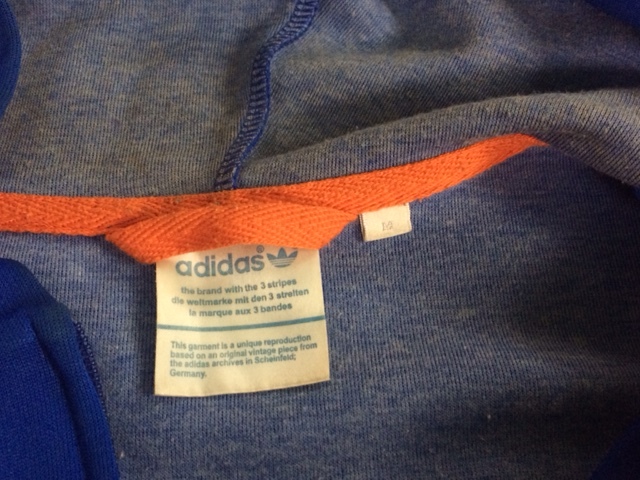 adidas
the brand with the 3 stripes
die weltmarke mit den 3 streifen
la marque aux 3 bandes
This garment is a unique reproduction
based on an original vintage piece from
the adidas archives in Scheinfeld;
Germany.